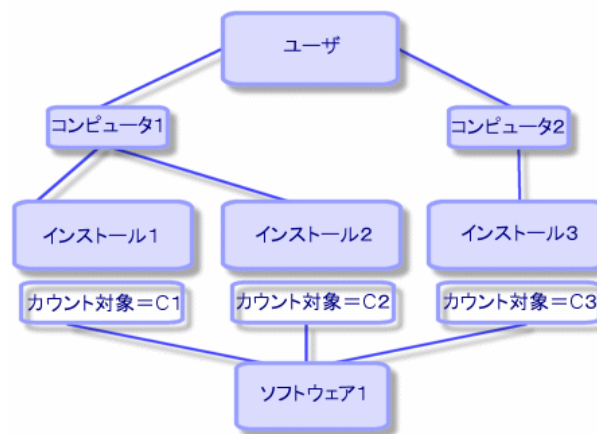 ユーザ
コンピュータ1
コンピュータ2
インストール1
インストール2
インストール3
カウント対象=C1
カウント対象=C2
カウント対象=C3
ソフトウェア1